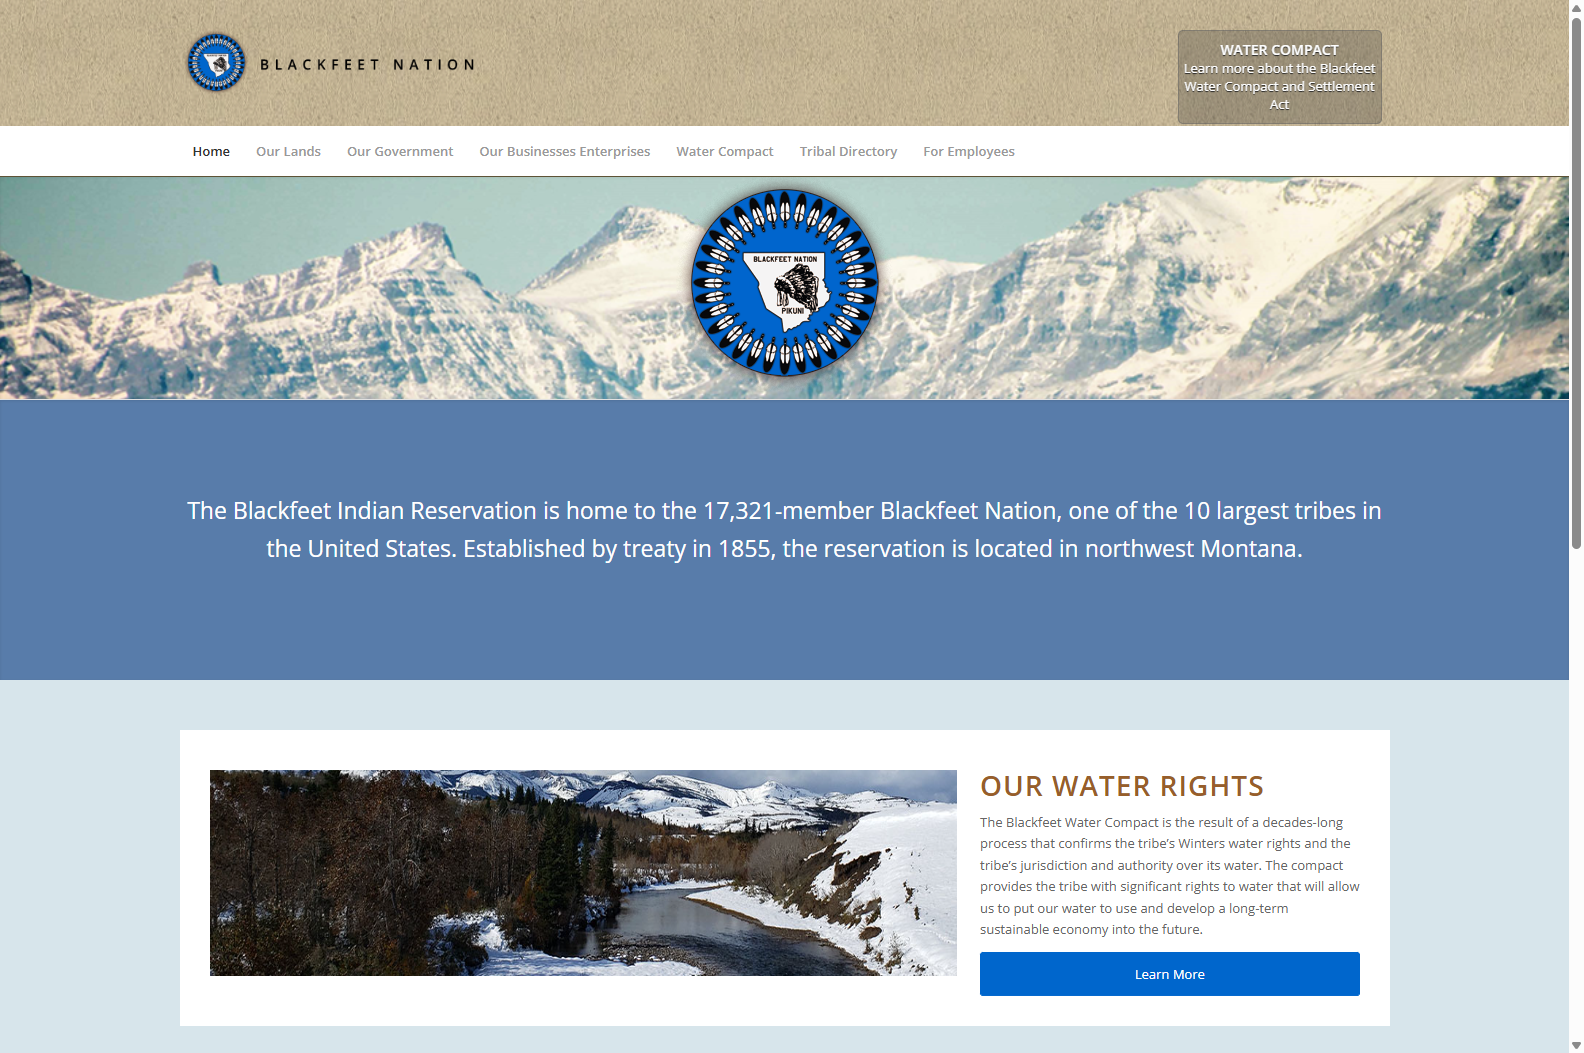 BLACKFEET NATION
WATER COMPACT
Learn more about the Blackfeet
Water Compact and Settlement
Act
Home Our Lands Our Government Our Businesses Enterprises Water Compact Tribal Directory For Employees
BLACKFEET NATION
PIKUNI
The Blackfeet Indian Reservation is home to the 17,321-member Blackfeet Nation, one of the 10 largest tribes in
the United States. Established by treaty in 1855, the reservation is located in northwest Montana.
OUR WATER RIGHTS
The Blackfeet Water Compact is the result of a decades-long
process that confirms the tribe’s Winters water rights and the
tribe’s jurisdiction and authority over its water. The compact
provides the tribe with significant rights to water that will allow
us to put our water to use and develop a long-term
sustainable economy into the future.
Learn More